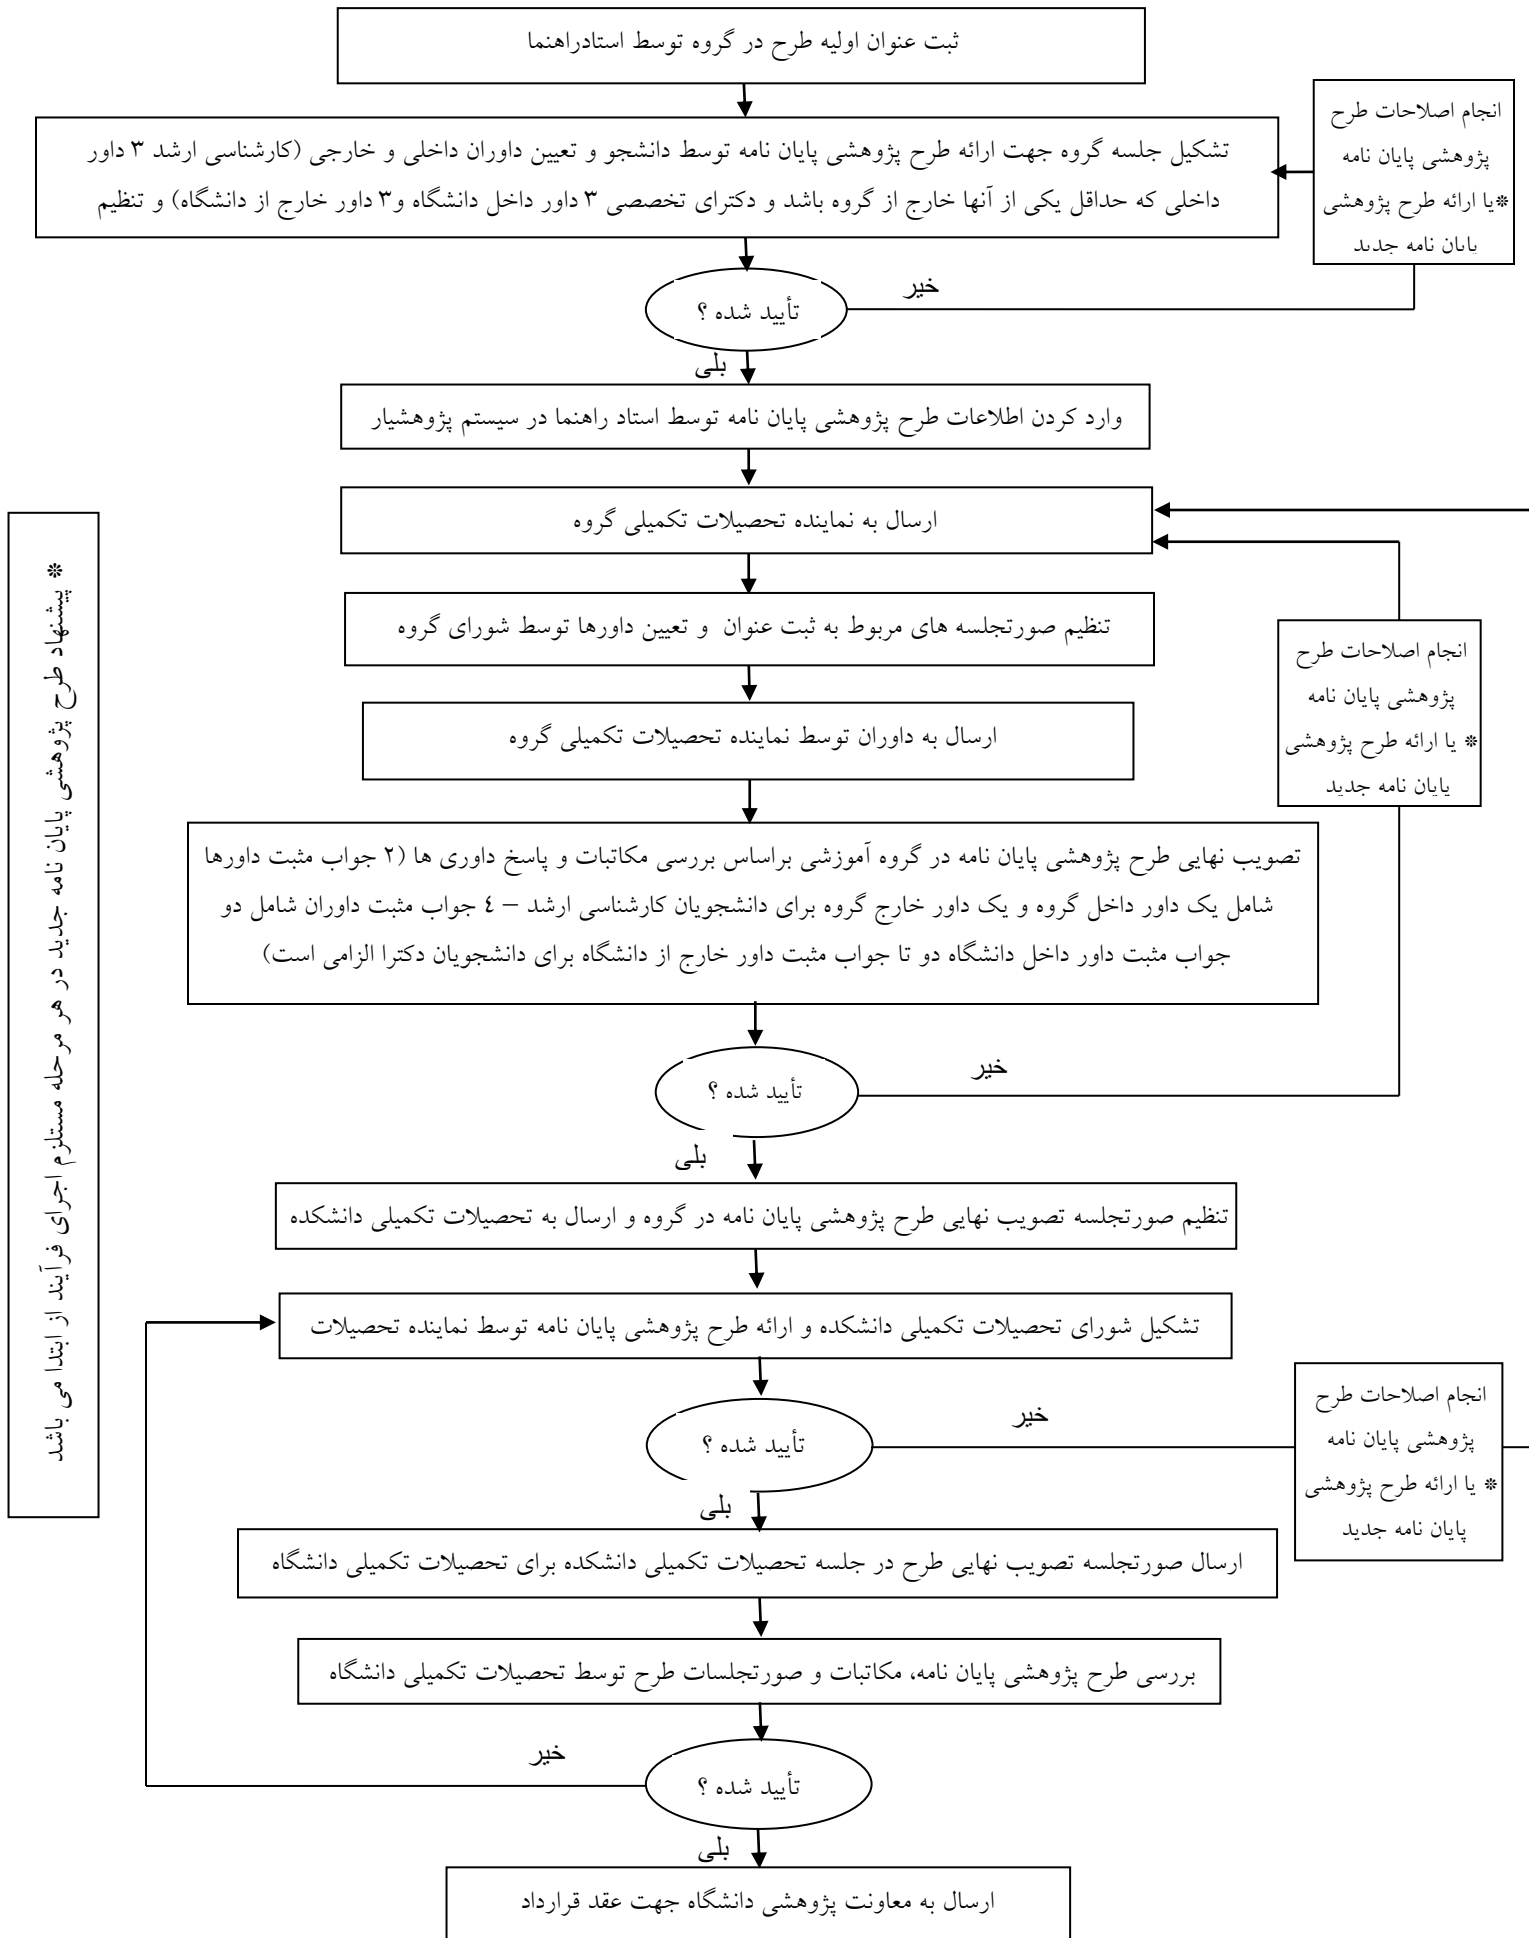 ثبت عنوان اولیه طرح در گروه توسط استادراهنما
انجام اصلاحات طرح
پژوهشی پایان نامه
*یا ارائه طرح پژوهشی
پایان نامه جدید
تشکیل جلسه گروه جهت ارائه طرح پژوهشی پایان نامه توسط دانشجو و تعیین داوران داخلی و خارجی (کارشناسی ارشد ۳ داور
داخلی که حداقل یکی از آنها خارج از گروه باشد و دکترای تخصصی ۳ داور داخل دانشگاه و۳ داور خارج از دانشگاه) و تنظیم
تأیید شده ؟
خیر
بلی
وارد کردن اطلاعات طرح پژوهشی پایان نامه توسط استاد راهنما در سیستم پژوهشیار
ارسال به نماینده تحصیلات تکمیلی گروه
تنظیم صورتجلسه های مربوط به ثبت عنوان و تعیین داورها توسط شورای گروه
انجام اصلاحات طرح
پژوهشی پایان نامه
* یا ارائه طرح پژوهشی
پایان نامه جدید
ارسال به داوران توسط نماینده تحصیلات تکمیلی گروه
تصویب نهایی طرح پژوهشی پایان نامه در گروه آموزشی براساس بررسی مکاتبات و پاسخ داوری ها (۲ جواب مثبت داورها
شامل یک داور داخل گروه و یک داور خارج گروه برای دانشجویان کارشناسی ارشد – ٤ جواب مثبت داوران شامل دو
جواب مثبت داور داخل دانشگاه دو تا جواب مثبت داور خارج از دانشگاه برای دانشجویان دکترا الزامی است)
تأیید شده ؟
خیر
بلی
تنظیم صورتجلسه تصویب نهایی طرح پژوهشی پایان نامه در گروه و ارسال به تحصیلات تکمیلی دانشکده
تشکیل شورای تحصیلات تکمیلی دانشکده و ارائه طرح پژوهشی پایان نامه توسط نماینده تحصیلات
تأیید شده ؟
خیر
انجام اصلاحات طرح
پژوهشی پایان نامه
* یا ارائه طرح پژوهشی
پایان نامه جدید
بلی
ارسال صورتجلسه تصویب نهایی طرح در جلسه تحصیلات تکمیلی دانشکده برای تحصیلات تکمیلی دانشگاه
بررسی طرح پژوهشی پایان نامه، مکاتبات و صورتجلسات طرح توسط تحصیلات تکمیلی دانشگاه
تأیید شده ؟
خیر
بلی
ارسال به معاونت پژوهشی دانشگاه جهت عقد قرارداد
* پیشنهاد طرح پژوهشی پایان نامه جدید در هر مرحله مستلزم اجرای فرآیند از ابتدا می باشد